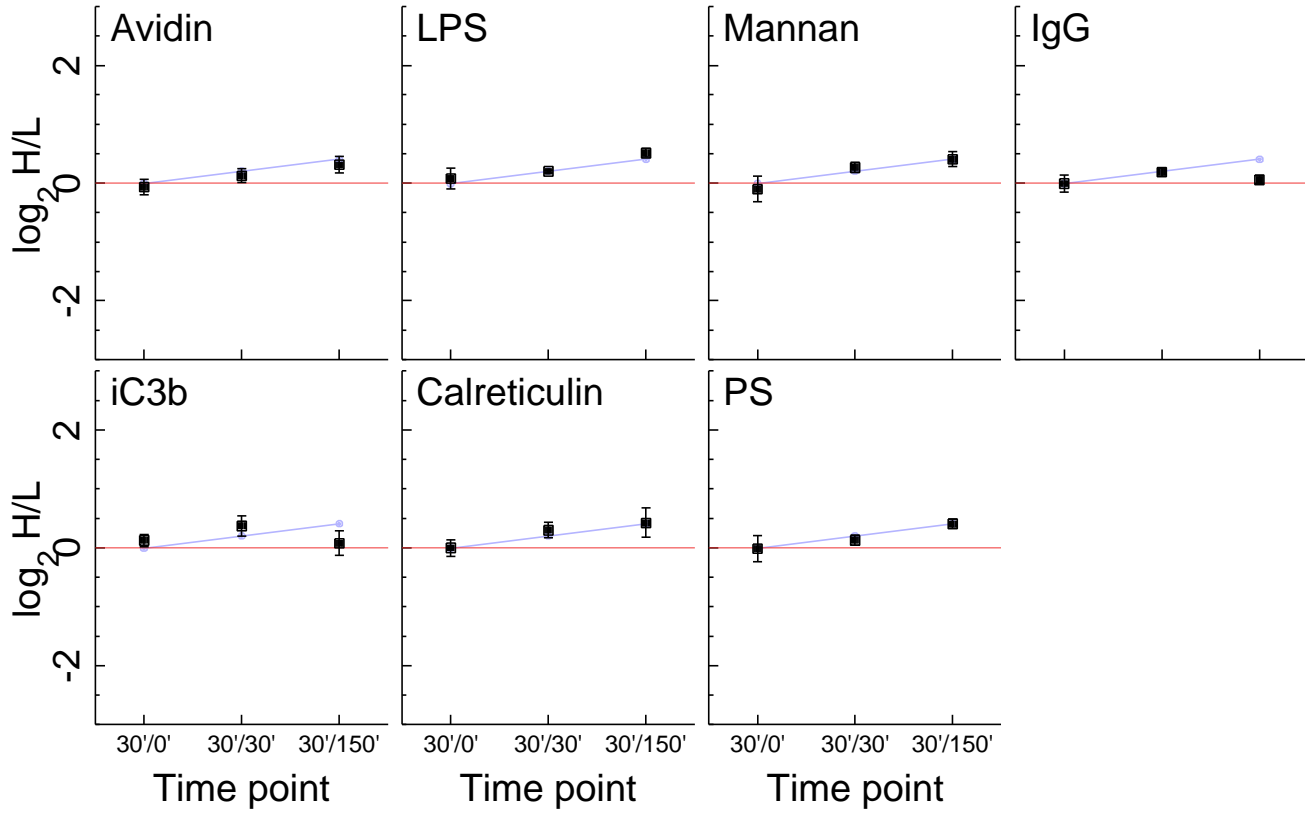 Avidin
LPS
Mannan
IgG
2
0
-2
log2 H/L
iC3b
Calreticulin
PS
2
0
-2
log2 H/L
30'/0' 30'/30' 30'/150'
30'/0' 30'/30' 30'/150'
30'/0' 30'/30' 30'/150'
Time point
Time point
Time point